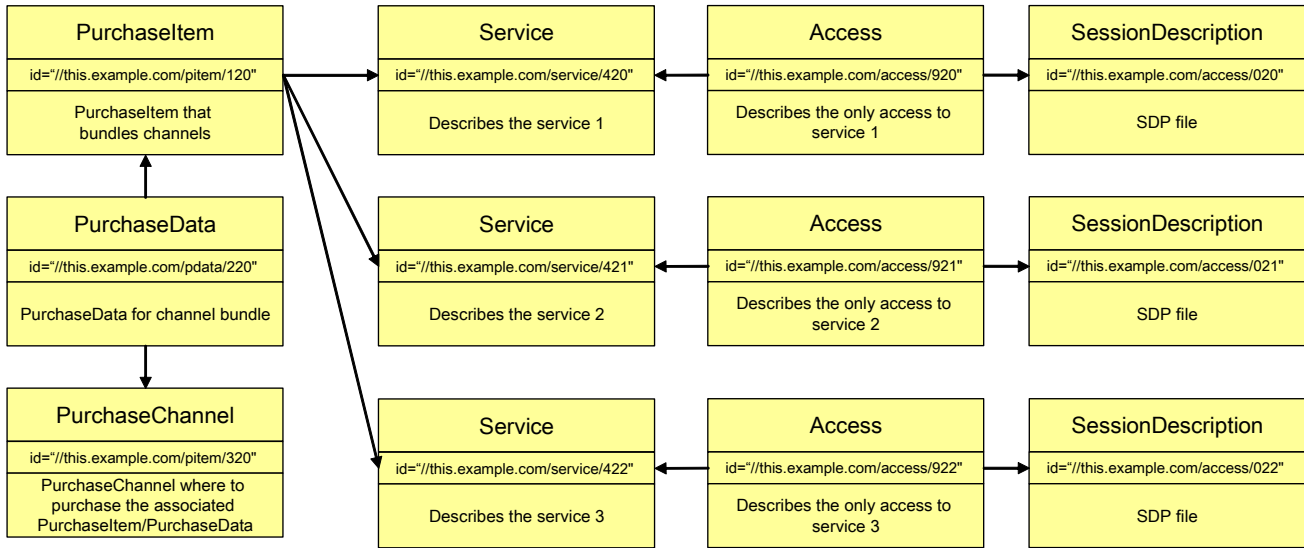 PurchaseItem
id=“//this.example.com/pitem/120"
PurchaseItem that
bundles channels
Service
id=“//this.example.com/service/420"
Describes the service 1
Access
id=“//this.example.com/access/920"
Describes the only access to
service 1
SessionDescription
id=“//this.example.com/access/020"
SDP file
PurchaseData
id=“//this.example.com/pdata/220"
PurchaseData for channel bundle
Service
id=“//this.example.com/service/421"
Describes the service 2
Access
id=“//this.example.com/access/921"
Describes the only access to
service 2
SessionDescription
id=“//this.example.com/access/021"
SDP file
PurchaseChannel
id=“//this.example.com/pitem/320"
PurchaseChannel where to
purchase the associated
PurchaseItem/PurchaseData
Service
id=“//this.example.com/service/422"
Describes the service 3
Access
id=“//this.example.com/access/922"
Describes the only access to
service 3
SessionDescription
id=“//this.example.com/access/022"
SDP file